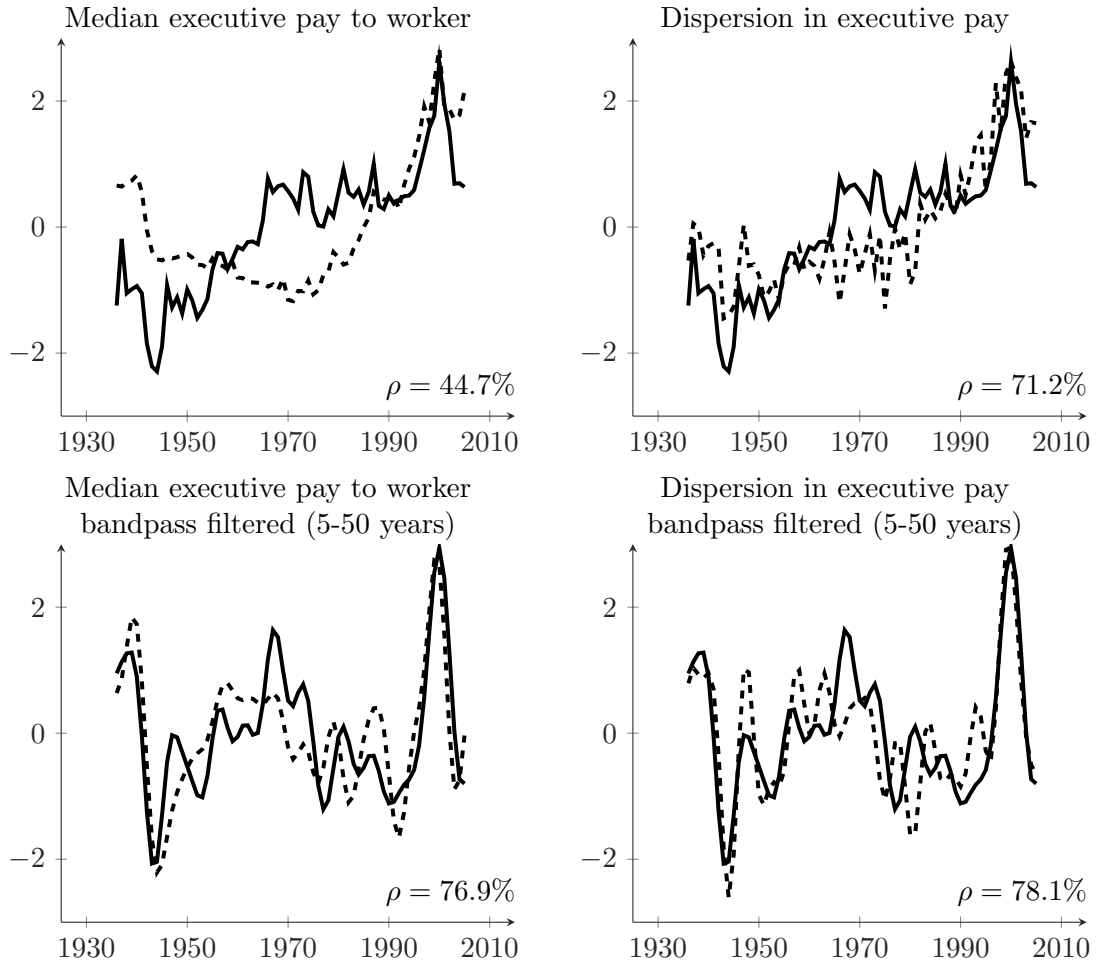 Median executive pay to worker
2
0
−2
ρ = 44.7%
1930 1950 1970 1990 2010
Dispersion in executive pay
2
0
−2
ρ = 71.2%
1930 1950 1970 1990 2010
Median executive pay to worker
bandpass filtered (5-50 years)
2
0
−2
ρ = 76.9%
1930 1950 1970 1990 2010
Dispersion in executive pay
bandpass filtered (5-50 years)
2
0
−2
ρ = 78.1%
1930 1950 1970 1990 2010